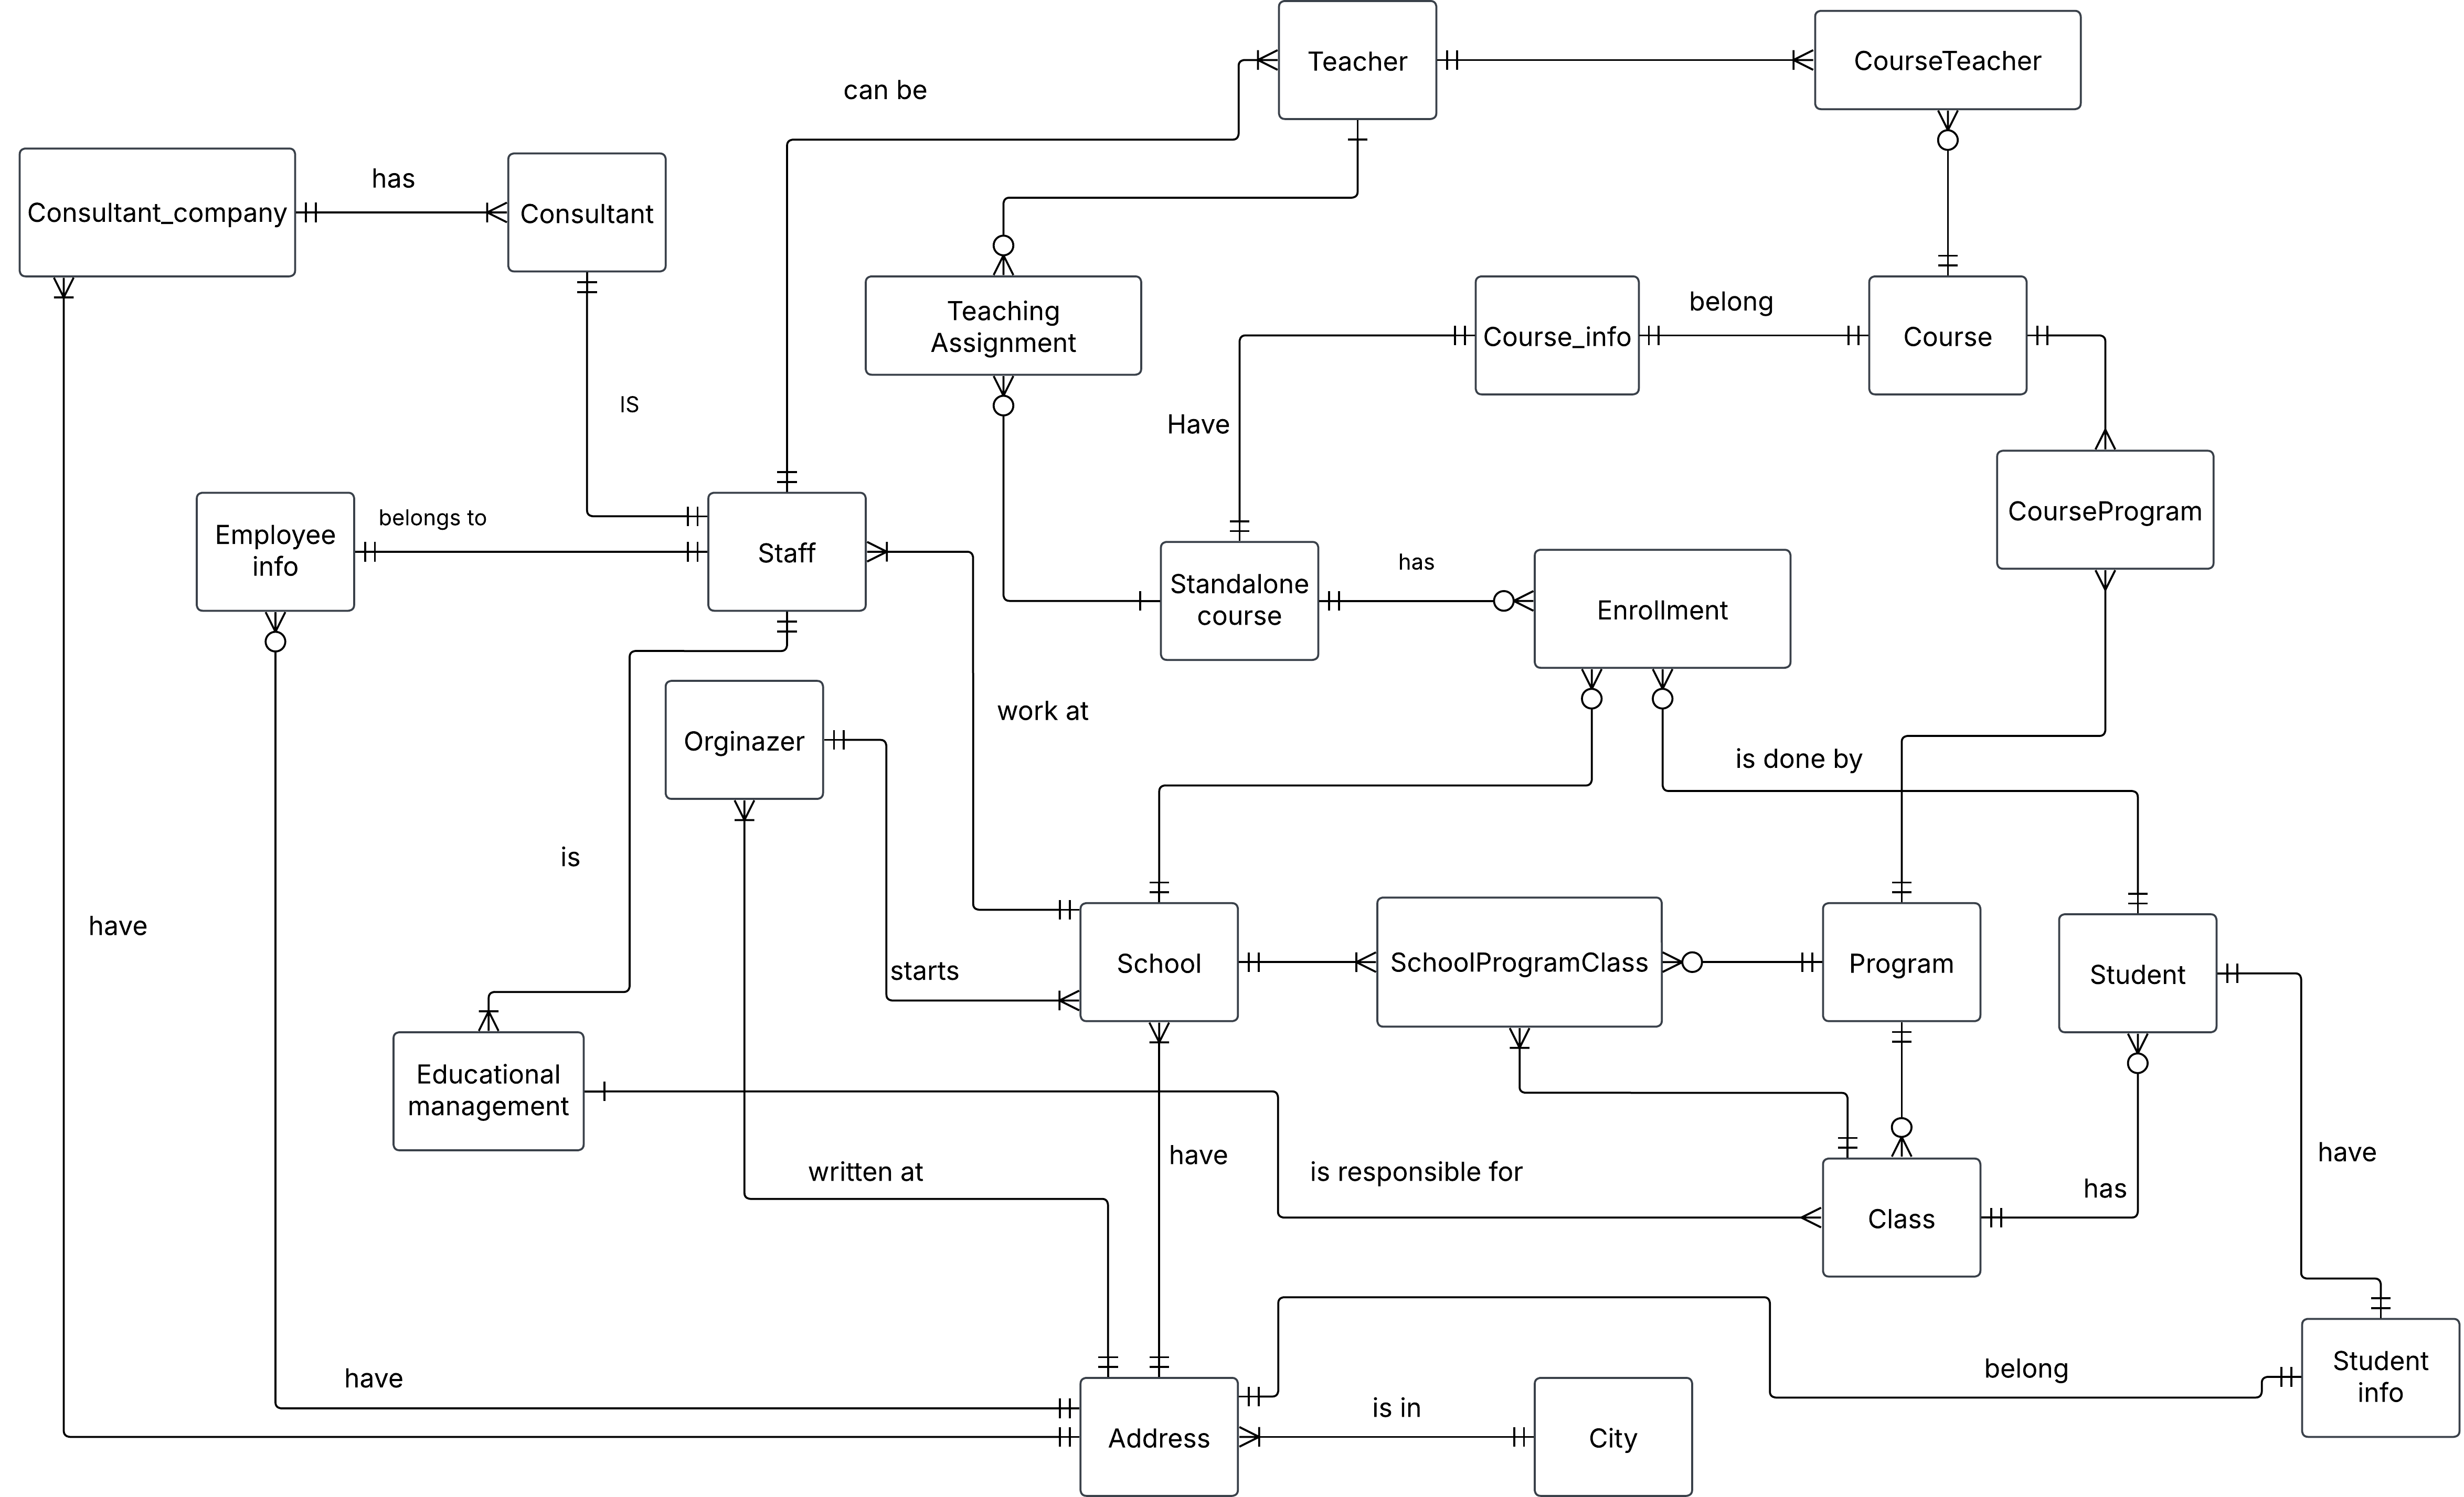 Teacher
CourseTeacher
can be
Consultant_company
has
Consultant
Teaching
Assignment
Course_info
belong
Course
Have
IS
CourseProgram
Employee
info
belongs to
Staff
Standalone
course
has
Enrollment
work at
Orginazer
is done by
is
have
starts
School
SchoolProgramClass
Program
Student
Educational
management
written at
have
is responsible for
have
has
Class
have
Address
is in
City
belong
Student
info